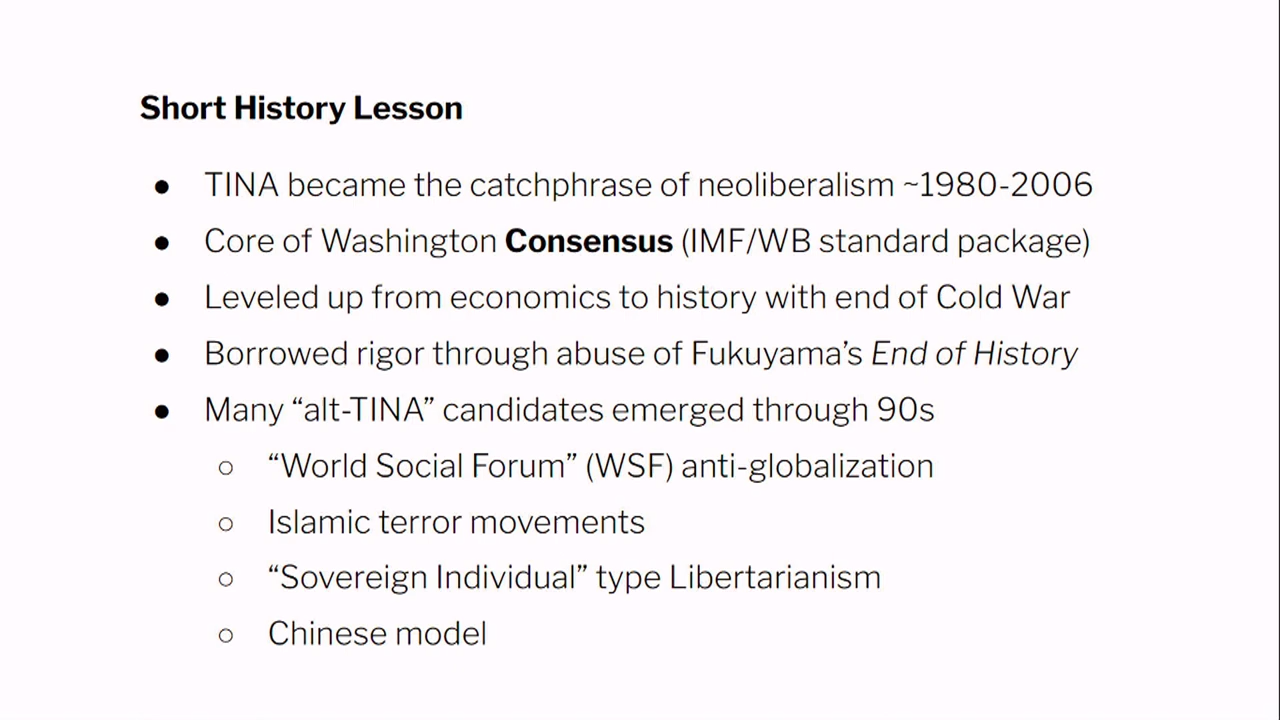 Short History Lesson
● TINA became the catchphrase of neoliberalism ~1980-2006
● Core of Washington Consensus (IMF/WB standard package)
● Leveled up from economics to history with end of Cold War
● Borrowed rigor through abuse of Fukuyama’s End of History
● Many “alt-TINA” candidates emerged through 90s
○ “World Social Forum” (WSF) anti-globalization
○ Islamic terror movements
○ “Sovereign Individual” type Libertarianism
○ Chinese model